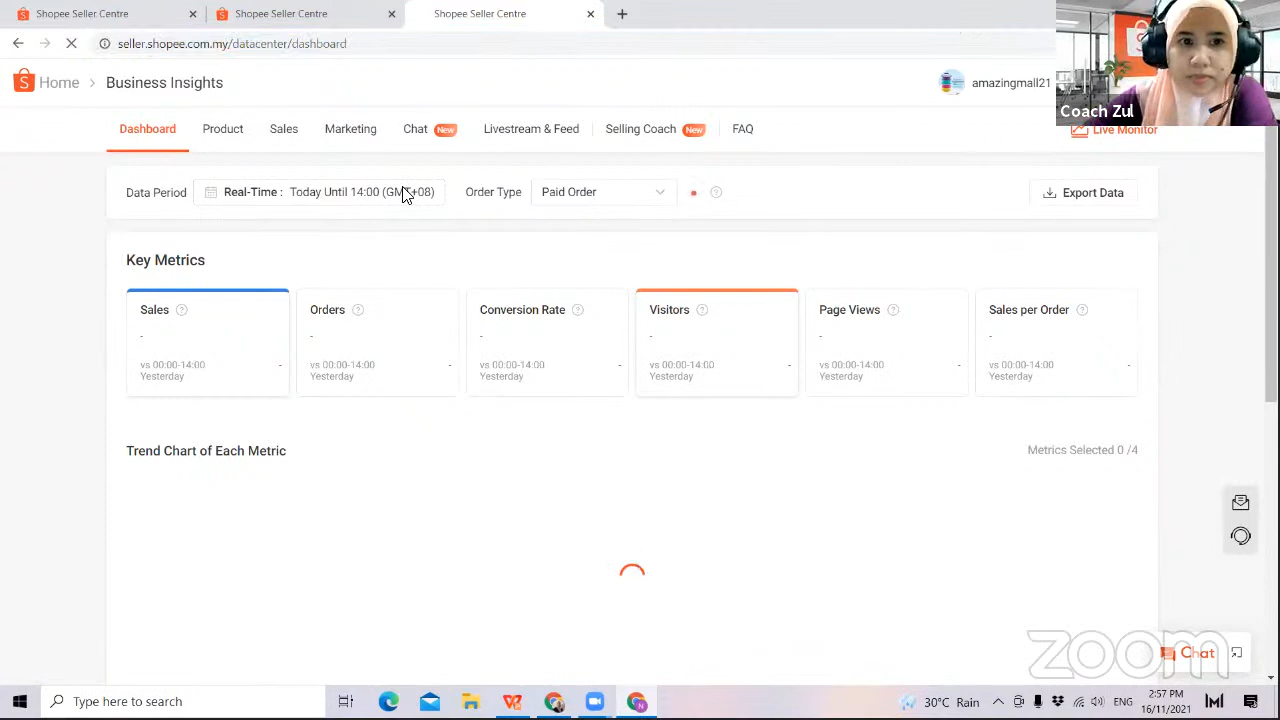 Shopee Seller Centre
Shopee Seller Centre
Shopee Seller Centre
seller.shopee.com.my/datacenter/dashboard
Home > Business Insights
amazingmall21
Coach Zul
Dashboard Product Sales Marketing Chat New Livestream & Feed Selling Coach New FAQ
Live Monitor
Data Period Real-Time : Today Until 14:00 (GMT+08) Order Type Paid Order
Export Data
Key Metrics
Sales Orders Conversion Rate Visitors Page Views Sales per Order
- - - - - -
vs 00:00-14:00 - vs 00:00-14:00 - vs 00:00-14:00 - vs 00:00-14:00 - vs 00:00-14:00 - vs 00:00-14:00 -
Yesterday Yesterday Yesterday Yesterday Yesterday Yesterday
Trend Chart of Each Metric
Metrics Selected 0 /4
zoom
Chat
Type here to search
30°C Rain
ENG
2:57 PM
16/11/2021